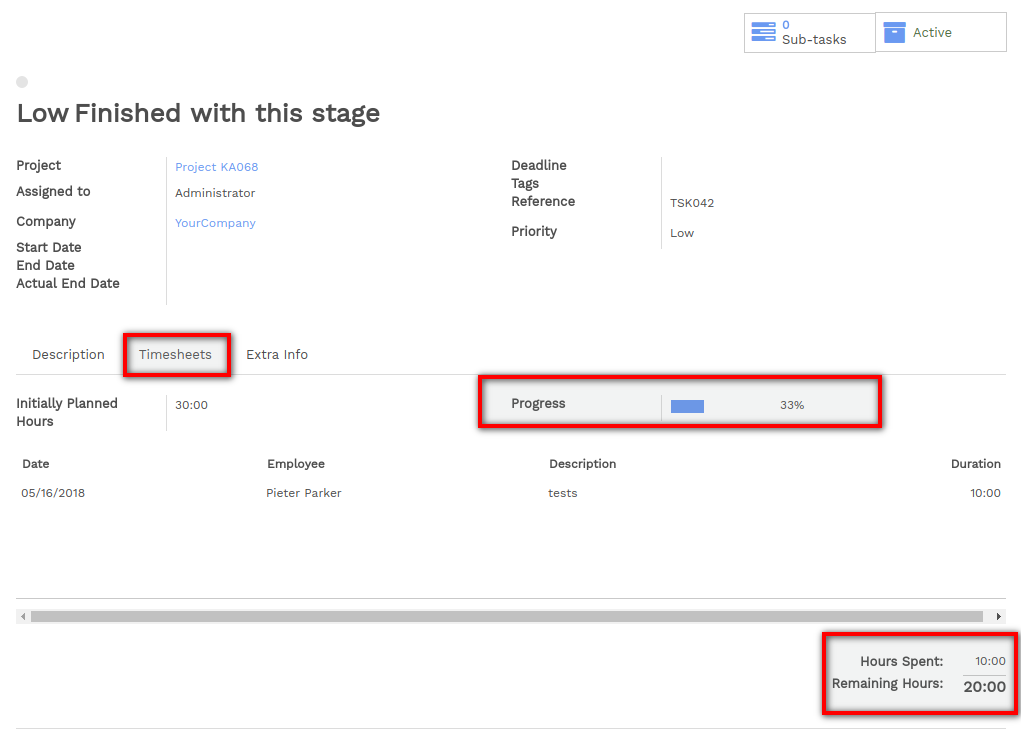 0
Sub-tasks
Active
Low Finished with this stage
Project Project KA068
Assigned to Administrator
Company YourCompany
Start Date
End Date
Actual End Date
Deadline
Tags
Reference TSK042
Priority Low
Description Timesheets Extra Info
Initially Planned
Hours
30:00
Progress 33%
Date Employee Description Duration
05/16/2018 Pieter Parker tests 10:00
Hours Spent: 10:00
Remaining Hours: 20:00